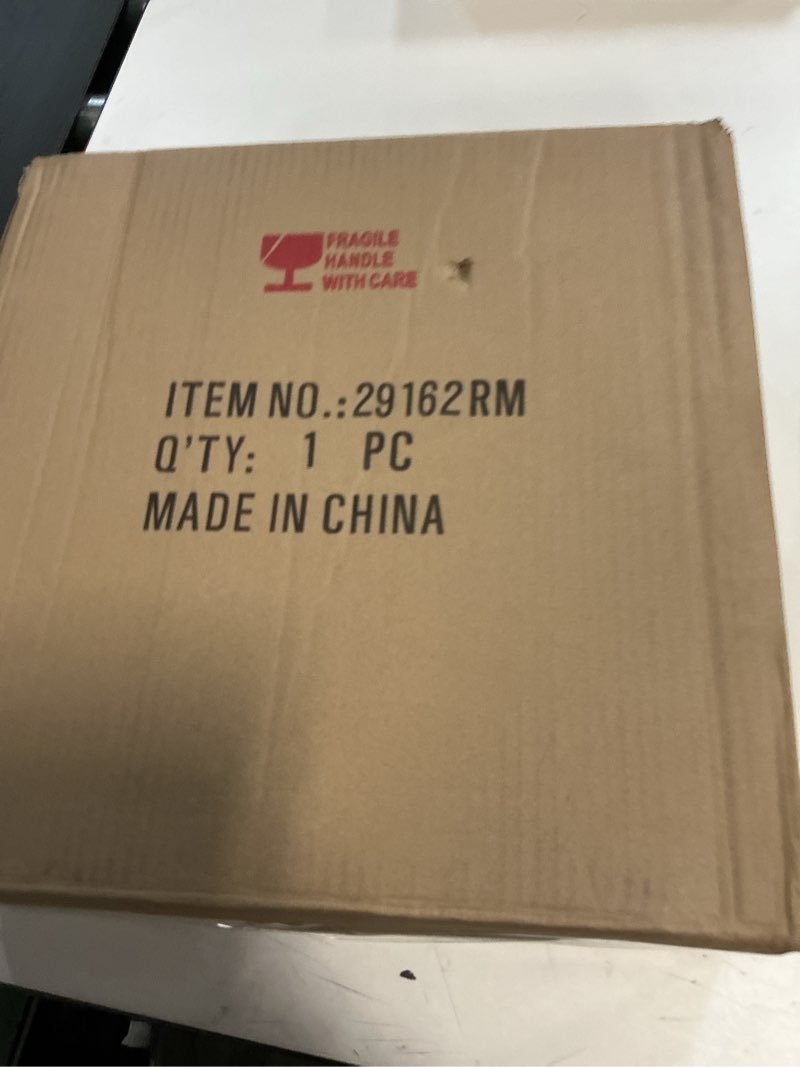 FRAGILE
HANDLE
WITH CARE
ITEM NO.:29162RM
Q'TY: 1 PC
MADE IN CHINA